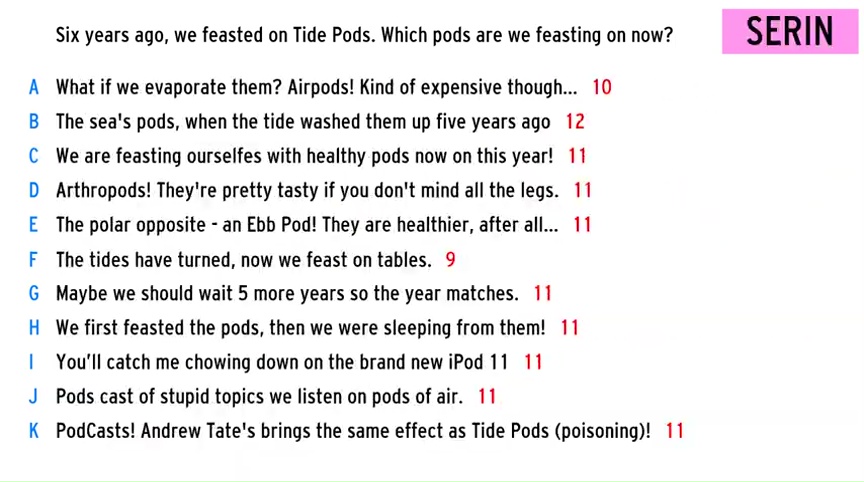 Six years ago, we feasted on Tide Pods. Which pods are we feasting on now?
SERIN
A What if we evaporate them? Airpods! Kind of expensive though... 10
B The sea's pods, when the tide washed them up five years ago 12
C We are feasting ourselfes with healthy pods now on this year! 11
D Arthropods! They're pretty tasty if you don't mind all the legs. 11
E The polar opposite - an Ebb Pod! They are healthier, after all... 11
F The tides have turned, now we feast on tables. 9
G Maybe we should wait 5 more years so the year matches. 11
H We first feasted the pods, then we were sleeping from them! 11
I You'll catch me chowing down on the brand new iPod 11 11
J Pods cast of stupid topics we listen on pods of air. 11
K PodCasts! Andrew Tate's brings the same effect as Tide Pods (poisoning)! 11